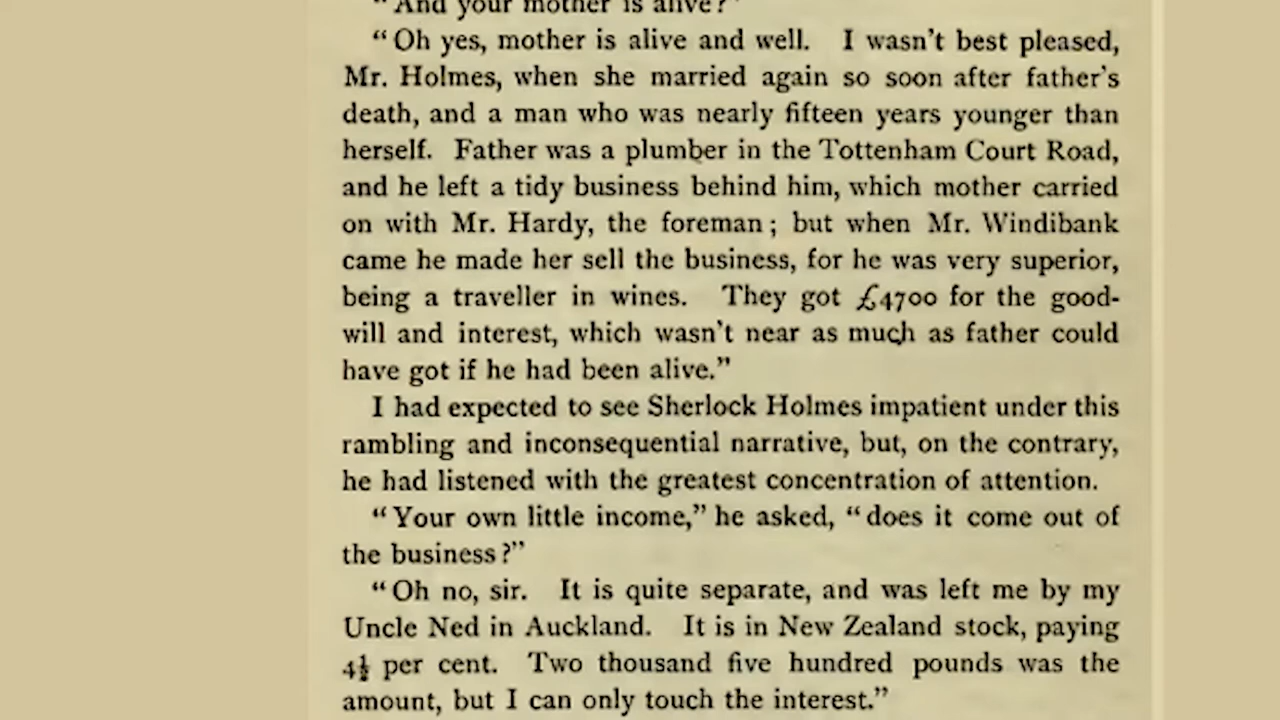 "And your mother is alive?"
"Oh yes, mother is alive and well. I wasn't best pleased,
Mr. Holmes, when she married again so soon after father's
death, and a man who was nearly fifteen years younger than
herself. Father was a plumber in the Tottenham Court Road,
and he left a tidy business behind him, which mother carried
on with Mr. Hardy, the foreman; but when Mr. Windibank
came he made her sell the business, for he was very superior,
being a traveller in wines. They got £4700 for the good-
will and interest, which wasn't near as much as father could
have got if he had been alive."
I had expected to see Sherlock Holmes impatient under this
rambling and inconsequential narrative, but, on the contrary,
he had listened with the greatest concentration of attention.
"Your own little income," he asked, "does it come out of
the business?"
"Oh no, sir. It is quite separate, and was left me by my
Uncle Ned in Auckland. It is in New Zealand stock, paying
4½ per cent. Two thousand five hundred pounds was the
amount, but I can only touch the interest."